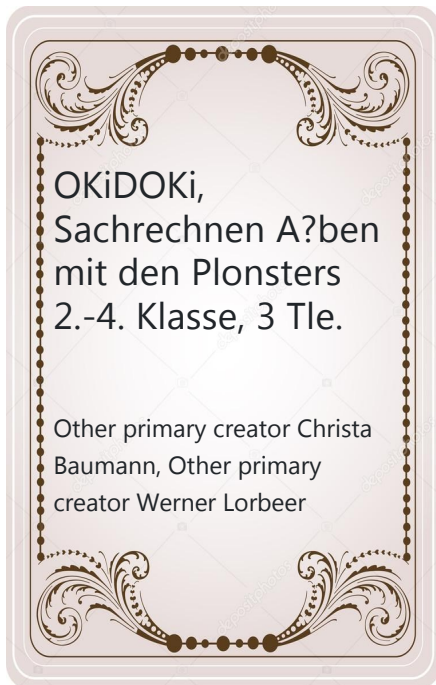 OKiDOKi,
Sachrechnen A?ben
mit den Plonsters
2.-4. Klasse, 3 Tle.
Other primary creator Christa
Baumann, Other primary
creator Werner Lorbeer